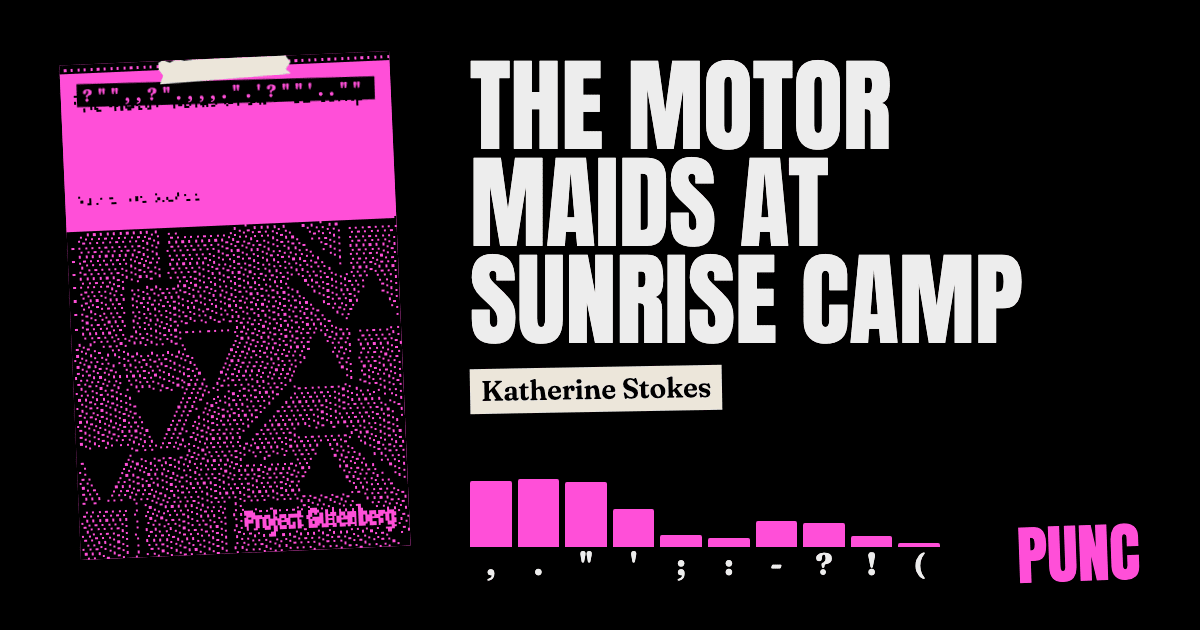 ?"",,?".,,,.".'?""'..""
Project Gutenberg
THE MOTOR
MAIDS AT
SUNRISE CAMP
Katherine Stokes
, . " ' ; : - ? ! (
PUNC